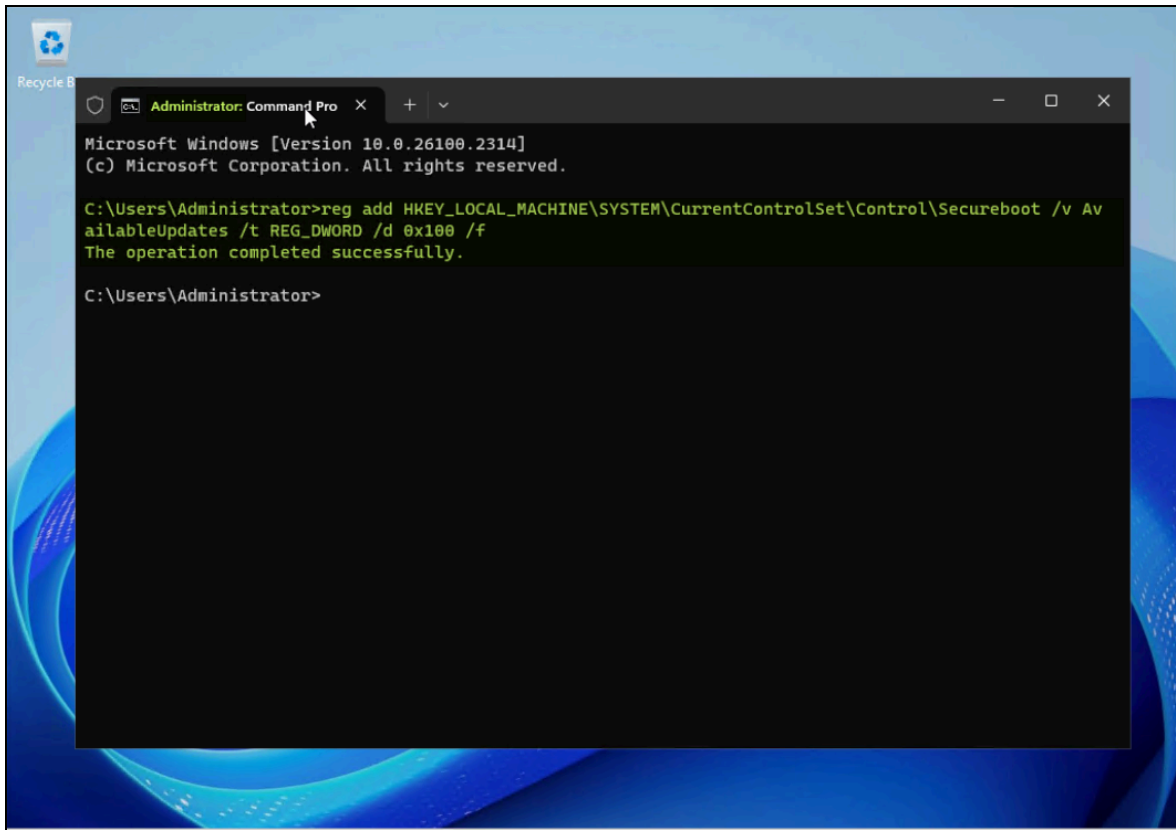 Recycle B
Administrator: Command Pro
Microsoft Windows [Version 10.0.26100.2314]
(c) Microsoft Corporation. All rights reserved.
C:\Users\Administrator>reg add HKEY_LOCAL_MACHINE\SYSTEM\CurrentControlSet\Control\Secureboot /v Av
ailableUpdates /t REG_DWORD /d 0x100 /f
The operation completed successfully.
C:\Users\Administrator>